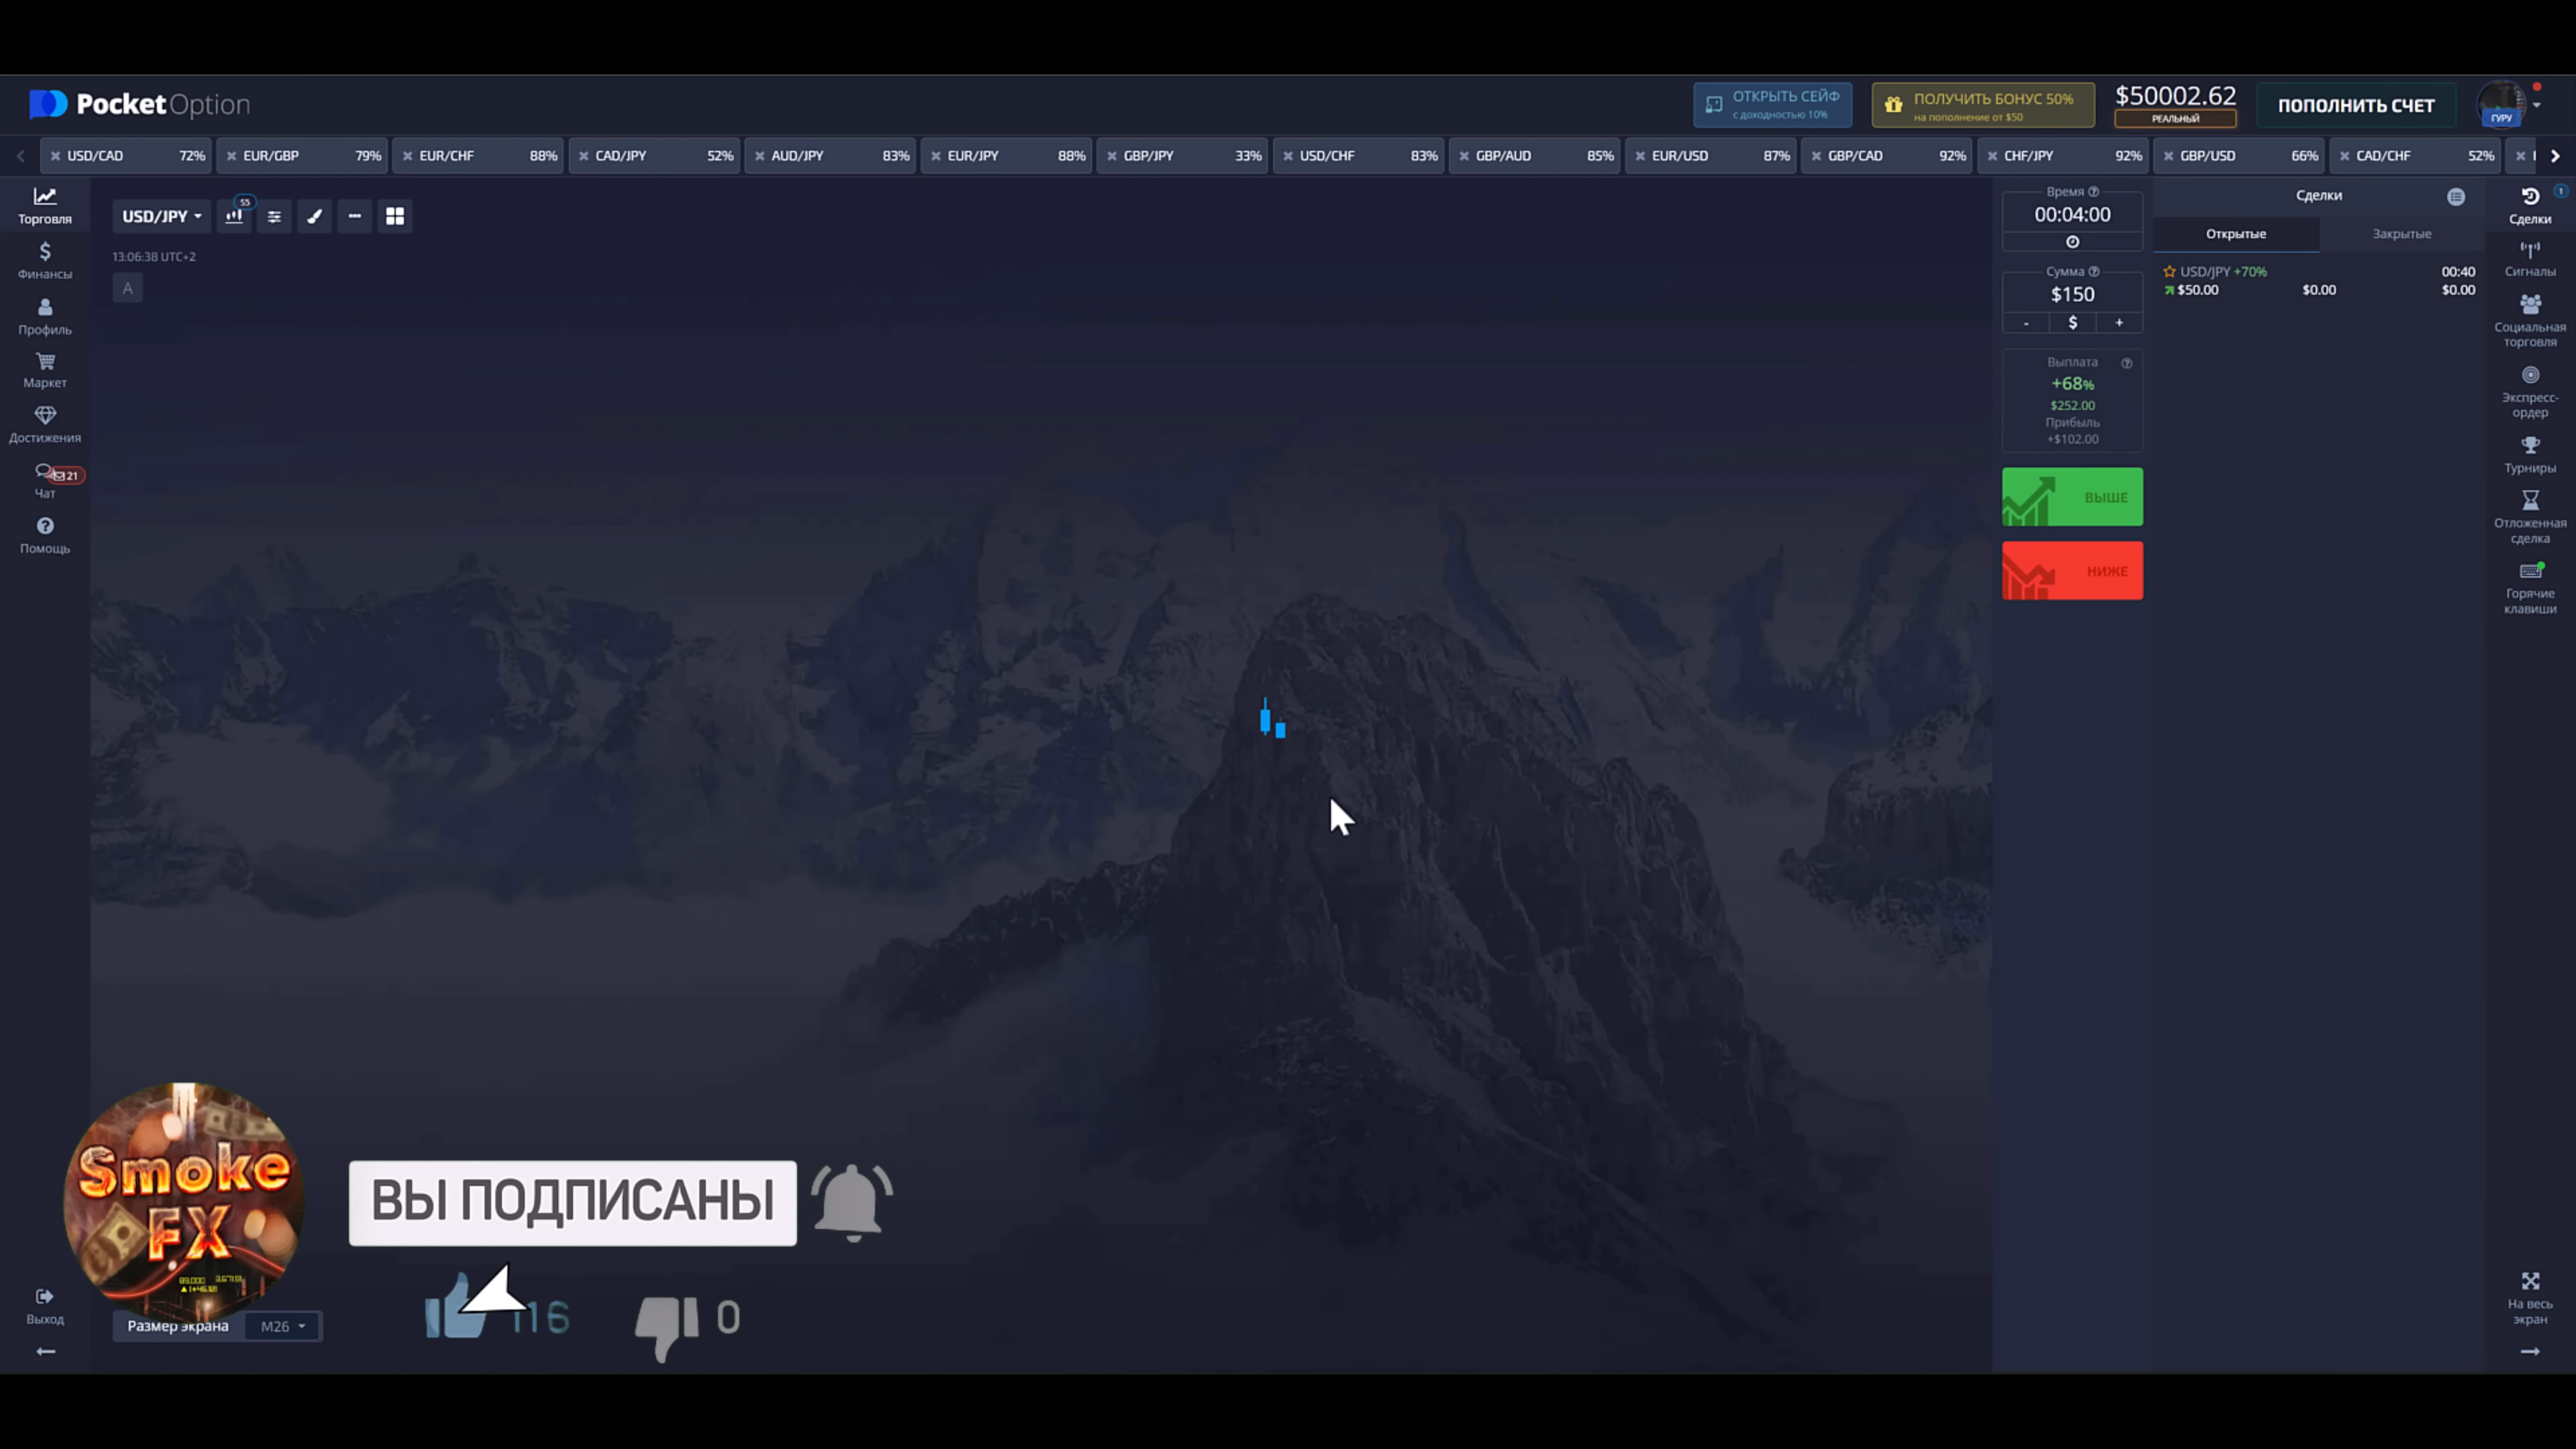 PocketOption
ОТКРЫТЬ СЕЙФ
с доходностью 10%
ПОЛУЧИТЬ БОНУС 50%
на пополнение от $50
$50002.62
РЕАЛЬНЫЙ
ПОПОЛНИТЬ СЧЕТ
ГУРУ
USD/CAD 72%
EUR/GBP 79%
EUR/CHF 88%
CAD/JPY 52%
AUD/JPY 83%
EUR/JPY 88%
GBP/JPY 33%
USD/CHF 83%
GBP/AUD 85%
EUR/USD 87%
GBP/CAD 92%
CHF/JPY 92%
GBP/USD 66%
CAD/CHF 52%
Торговля
Финансы
Профиль
Маркет
Достижения
21
Чат
Помощь
Выход
USD/JPY
55
13:06:38 UTC+2
A
Время
00:04:00
Сумма
$150
- $ +
Выплата
+68%
$252.00
Прибыль
+$102.00
ВЫШЕ
НИЖЕ
Сделки
Открытые
Закрытые
USD/JPY +70% 00:40
$50.00 $0.00 $0.00
1
Сделки
Сигналы
Социальная
торговля
Экспресс-
ордер
Турниры
Отложенная
сделка
Горячие
клавиши
На весь
экран
Smoke
FX
ВЫ ПОДПИСАНЫ
116
0
Размер экрана
M26